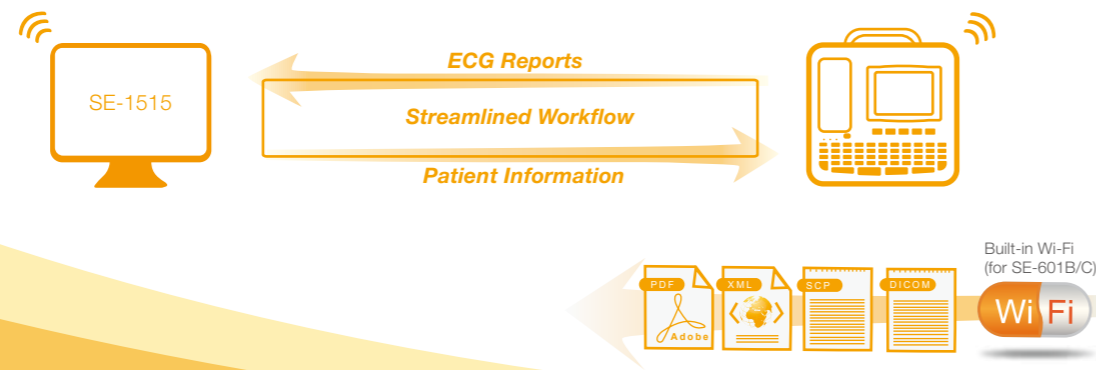 ECG Reports
SE-1515
Streamlined Workflow
Patient Information
Built-in Wi-Fi
(for SE-601B/C)
PDF
XML
SCP
DICOM
Wi Fi
Adobe